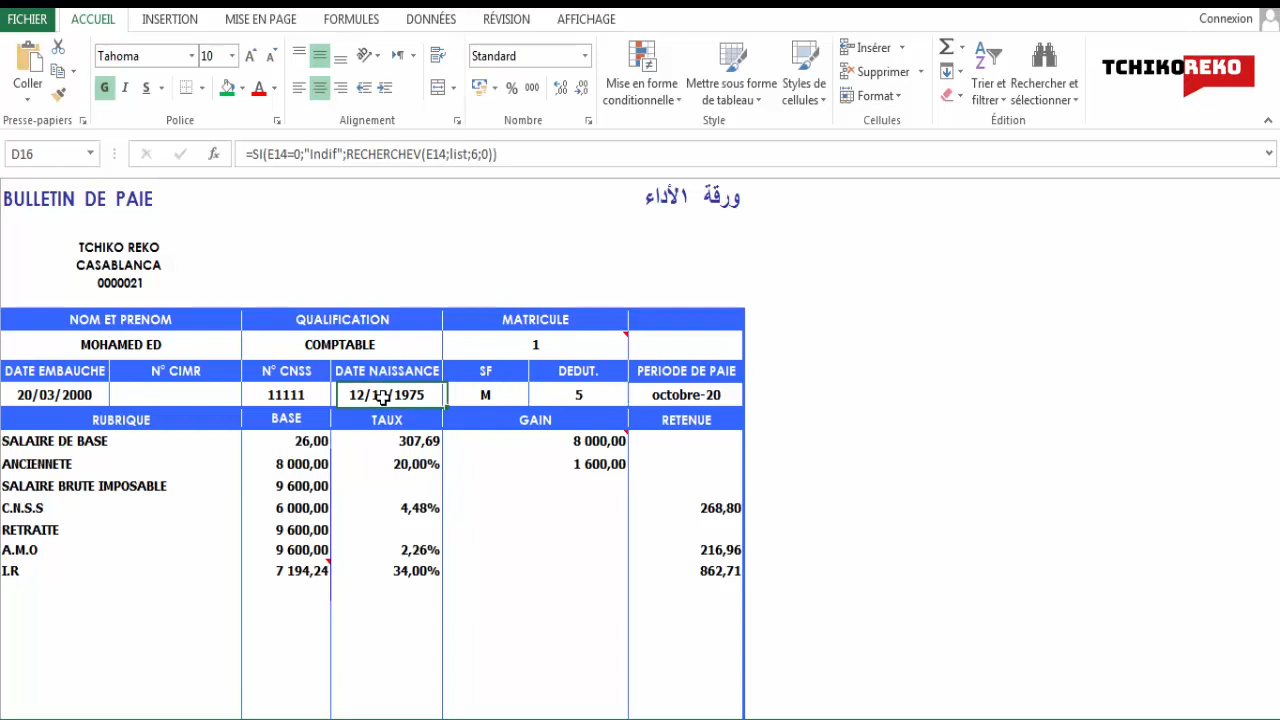 FICHIER ACCUEIL INSERTION MISE EN PAGE FORMULES DONNÉES RÉVISION AFFICHAGE Connexion
Coller Tahoma 10 G I S A Standard % 000
Mise en forme conditionnelle Mettre sous forme de tableau Styles de cellules
Insérer
Supprimer
Format
Trier et filtrer Rechercher et sélectionner
TCHIKOREKO
Presse-papiers Police Alignement Nombre Style Cellules Édition
D16 fx =SI(E14=0;"Indif";RECHERCHEV(E14;list;6;0))
BULLETIN DE PAIE ورقة الأداء
TCHIKO REKO
CASABLANCA
0000021
NOM ET PRENOM QUALIFICATION MATRICULE
MOHAMED ED COMPTABLE 1
DATE EMBAUCHE N° CIMR N° CNSS DATE NAISSANCE SF DEDUT. PERIODE DE PAIE
20/03/2000 11111 M 5 octobre-20
RUBRIQUE BASE TAUX GAIN RETENUE
SALAIRE DE BASE 26,00 307,69 8 000,00
ANCIENNETE 8 000,00 20,00% 1 600,00
SALAIRE BRUTE IMPOSABLE 9 600,00
C.N.S.S 6 000,00 4,48% 268,80
RETRAITE 9 600,00
A.M.O 9 600,00 2,26% 216,96
I.R 7 194,24 34,00% 862,71